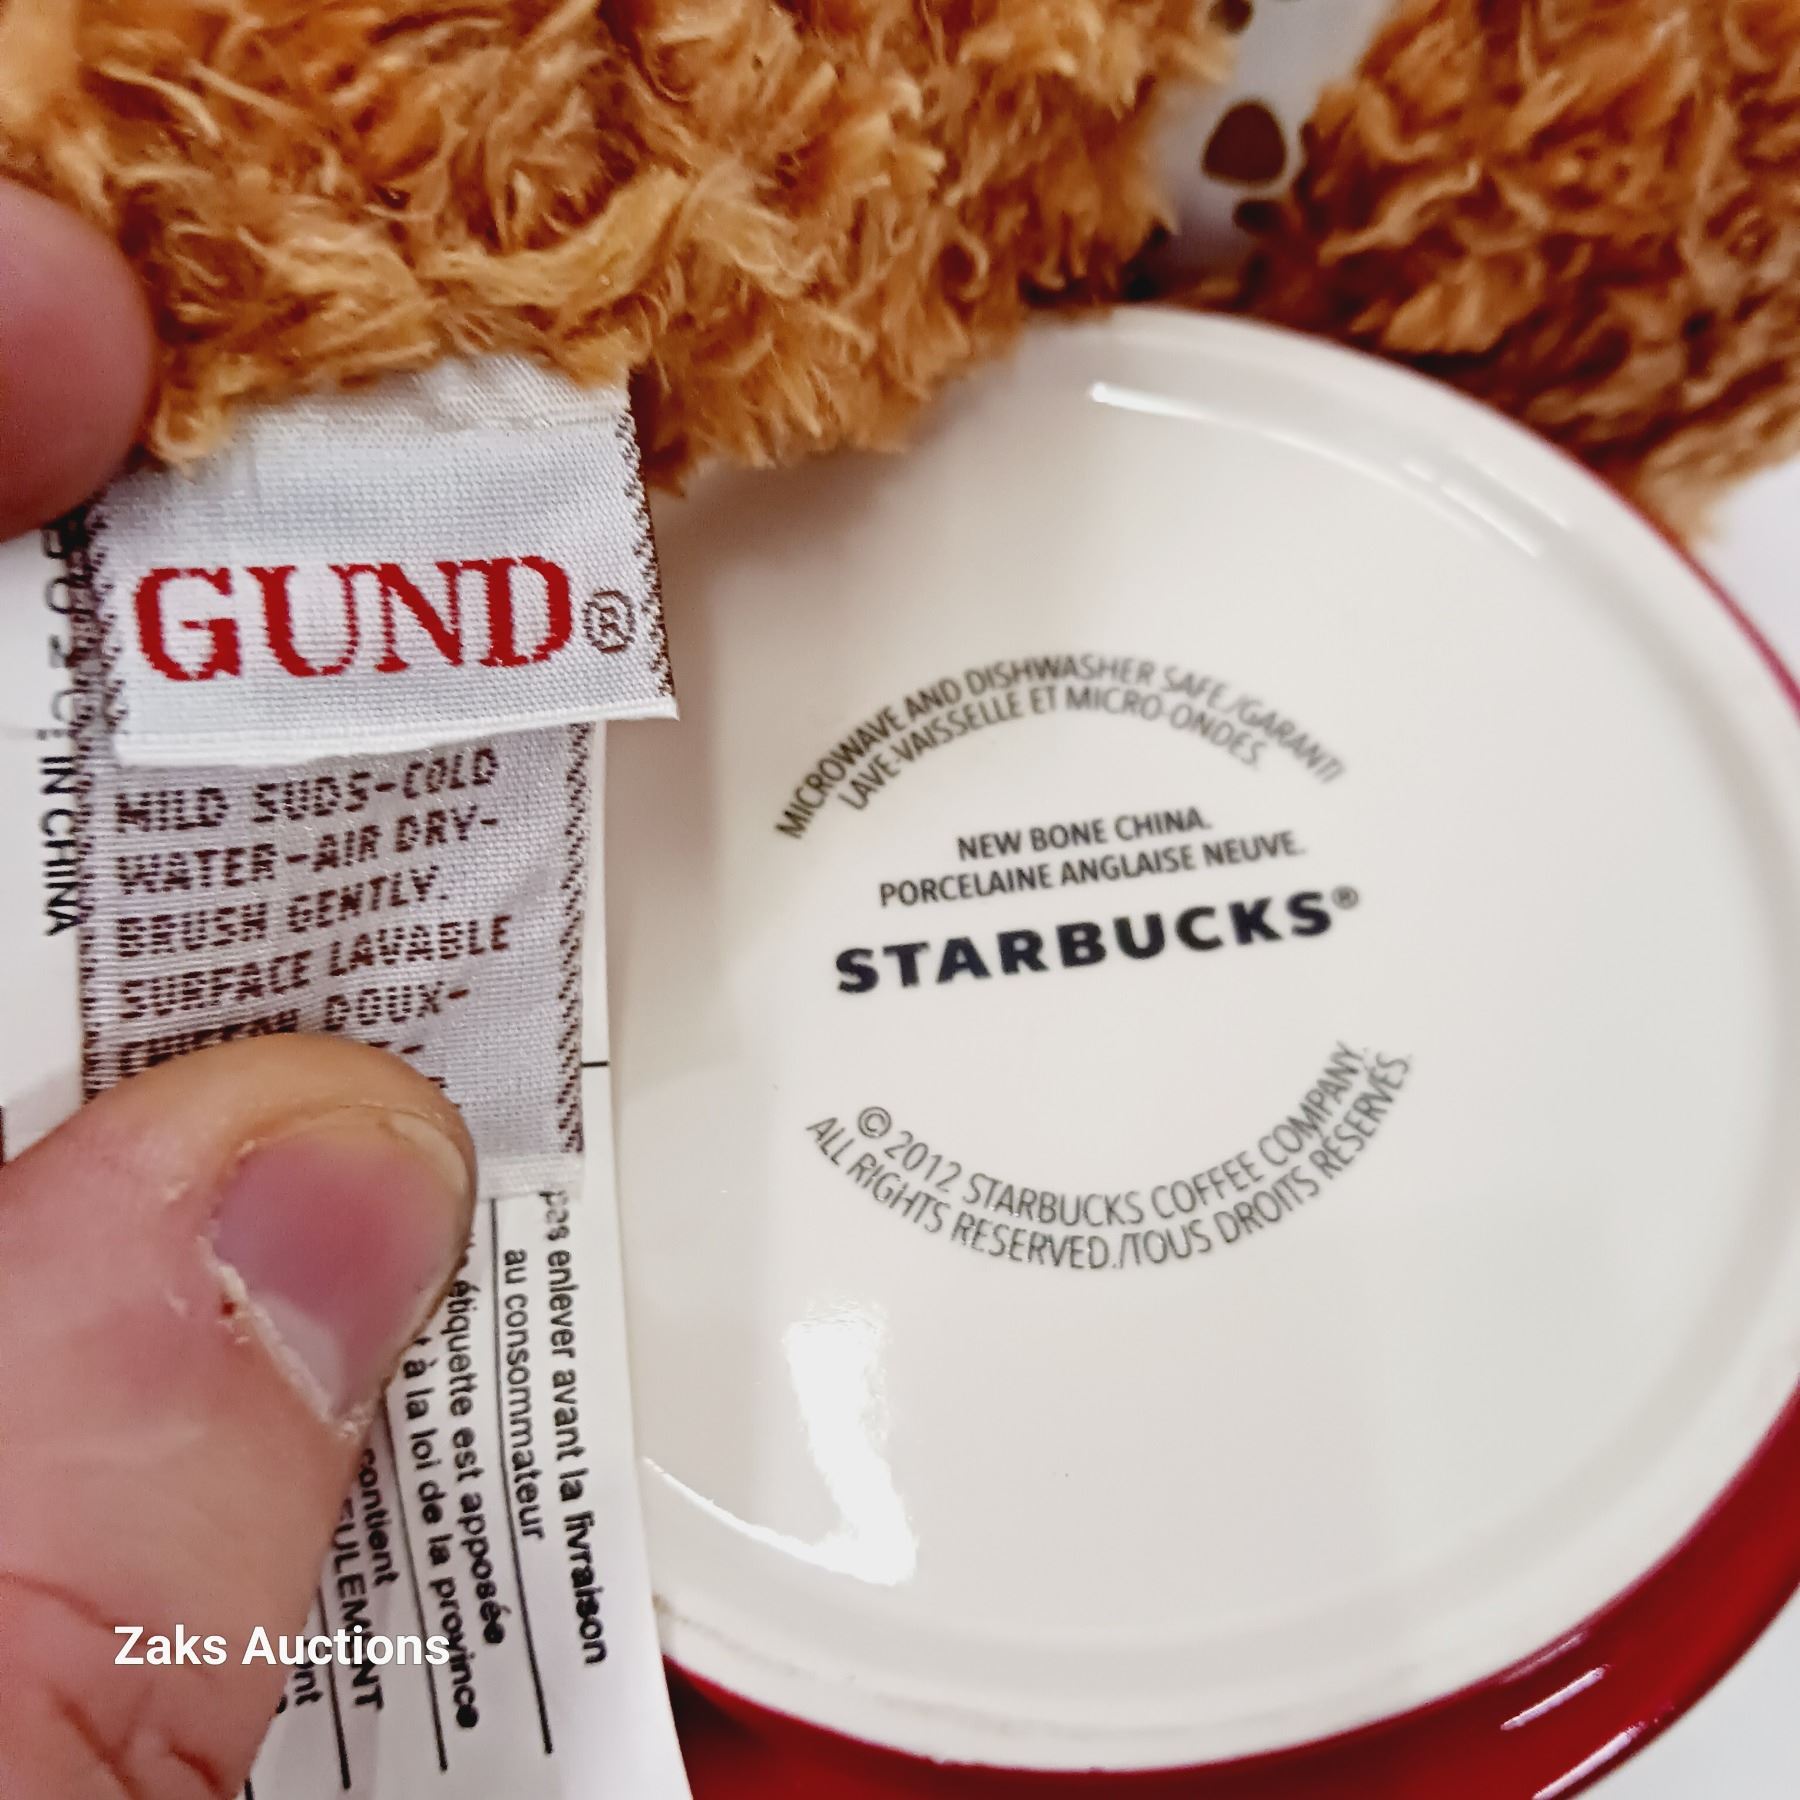 GUND®
MILD SUDS-COLD
WATER-AIR DRY-
BRUSH GENTLY.
SURFACE LAVABLE
DOUX-
IN CHINA
pas enlever avant la livraison
au consommateur
étiquette est apposée
à la loi de la province
contient
MICROWAVE AND DISHWASHER SAFE./GARANTI
LAVE-VAISSELLE ET MICRO-ONDES.
NEW BONE CHINA.
PORCELAINE ANGLAISE NEUVE.
STARBUCKS®
© 2012 STARBUCKS COFFEE COMPANY.
ALL RIGHTS RESERVED./TOUS DROITS RÉSERVÉS.
Zaks Auctions